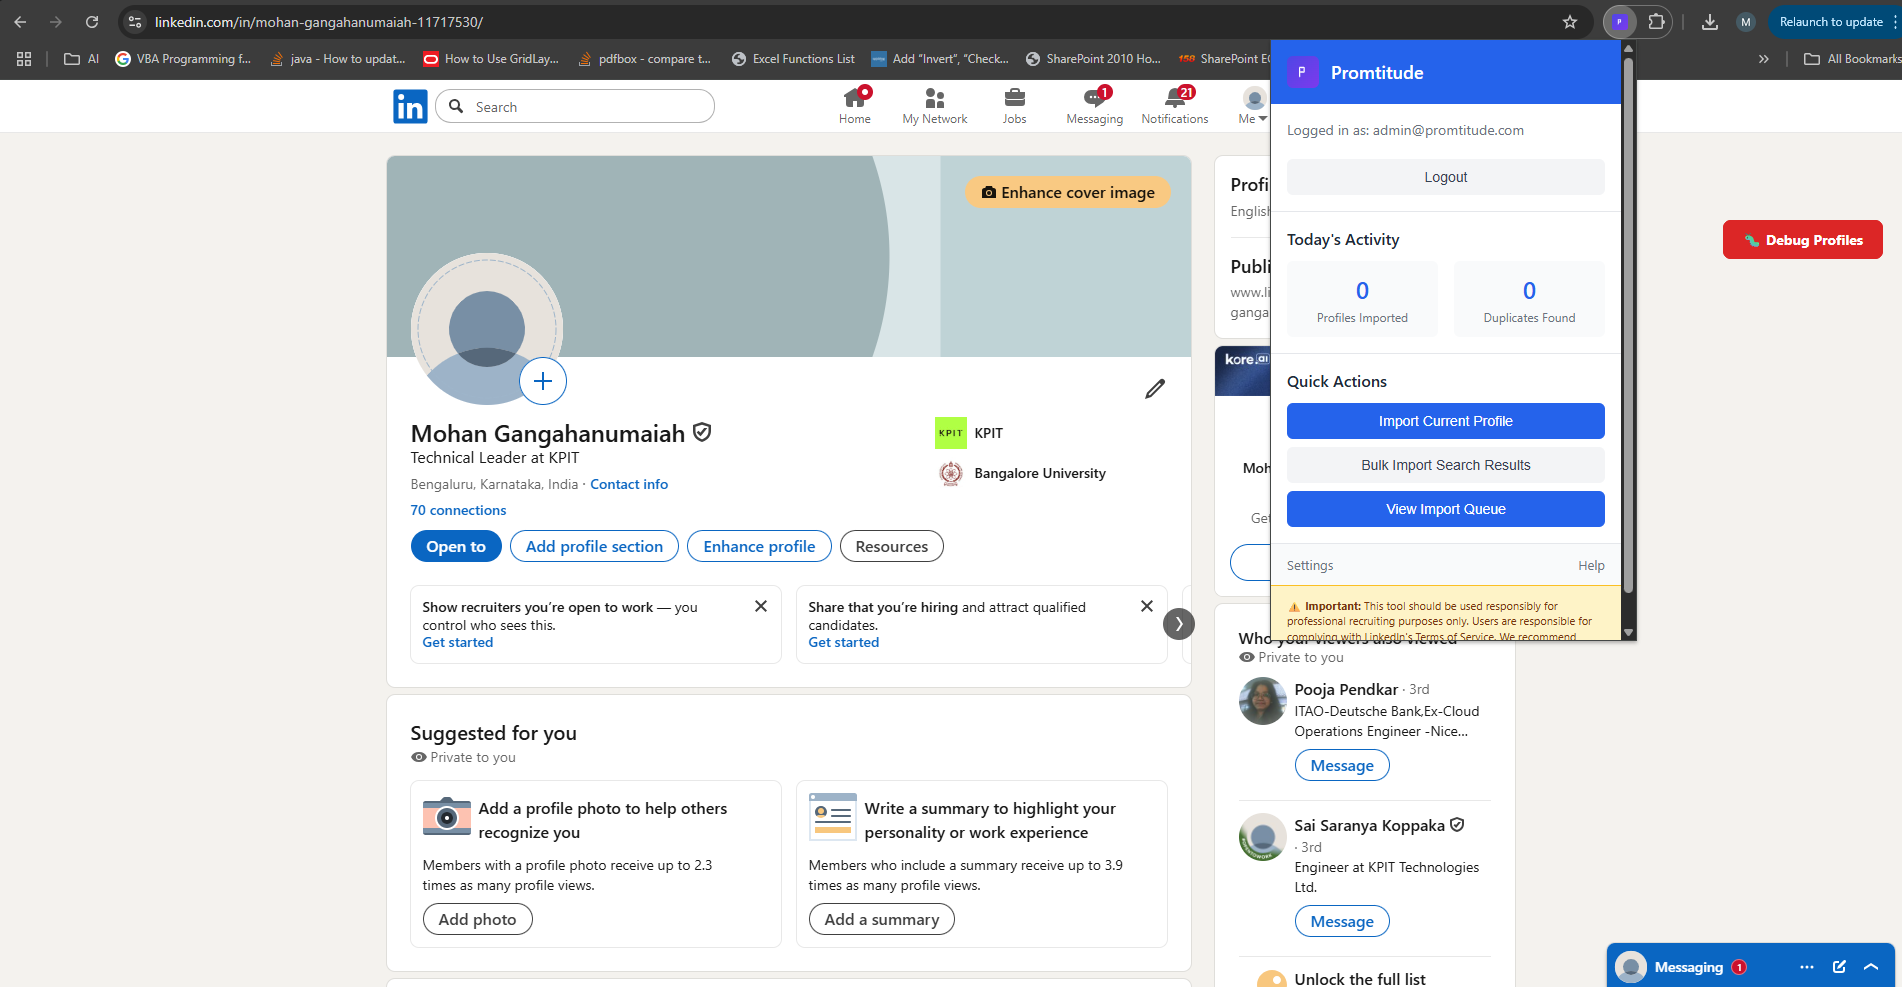 linkedin.com/in/mohan-gangahanumaiah-11717530/
M
Relaunch to update
AI
VBA Programming f...
java - How to updat...
How to Use GridLay...
pdfbox - compare t...
Excel Functions List
Add “Invert”, “Check...
SharePoint 2010 Ho...
All Bookmarks
in
Search
Home
My Network
Jobs
1
Messaging
21
Notifications
Me
P
Promtitude
Logged in as: admin@promtitude.com
Logout
Today's Activity
0
Profiles Imported
0
Duplicates Found
Quick Actions
Import Current Profile
Bulk Import Search Results
View Import Queue
Settings
Help
Important: This tool should be used responsibly for
professional recruiting purposes only. Users are responsible for
complying with LinkedIn's Terms of Service. We recommend
Debug Profiles
Enhance cover image
Mohan Gangahanumaiah
Technical Leader at KPIT
Bengaluru, Karnataka, India · Contact info
70 connections
KPIT
KPIT
Bangalore University
Open to
Add profile section
Enhance profile
Resources
Show recruiters you’re open to work — you
control who sees this.
Get started
Share that you’re hiring and attract qualified
candidates.
Get started
Suggested for you
Private to you
Add a profile photo to help others
recognize you
Members with a profile photo receive up to 2.3
times as many profile views.
Add photo
Write a summary to highlight your
personality or work experience
Members who include a summary receive up to 3.9
times as many profile views.
Add a summary
Profi
English
Publi
www.li
ganga
kore.ai
Moh
Get
Who your viewers also viewed
Private to you
Pooja Pendkar · 3rd
ITAO-Deutsche Bank,Ex-Cloud
Operations Engineer -Nice...
Message
Sai Saranya Koppaka
· 3rd
Engineer at KPIT Technologies
Ltd.
Message
Unlock the full list
Messaging 1